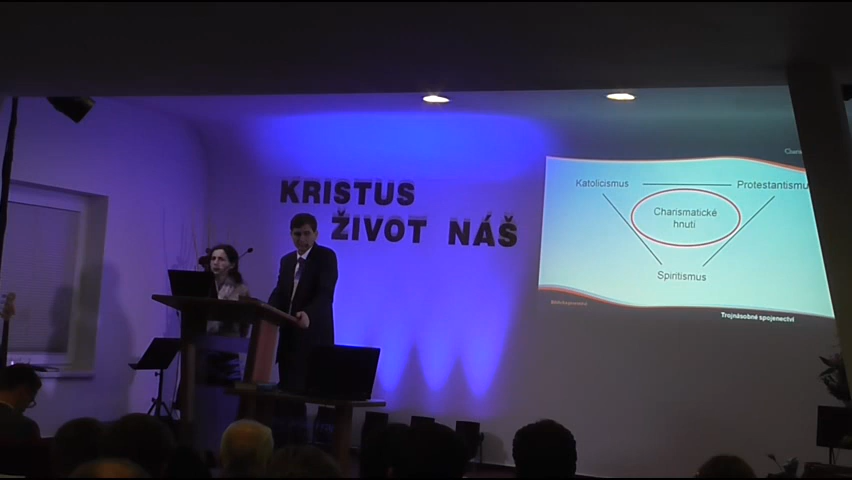 KRISTUS
ŽIVOT NÁŠ
Katolicismus
Protestantismu
Charismatické
hnutí
Spiritismus
Trojnásobné spojenectví